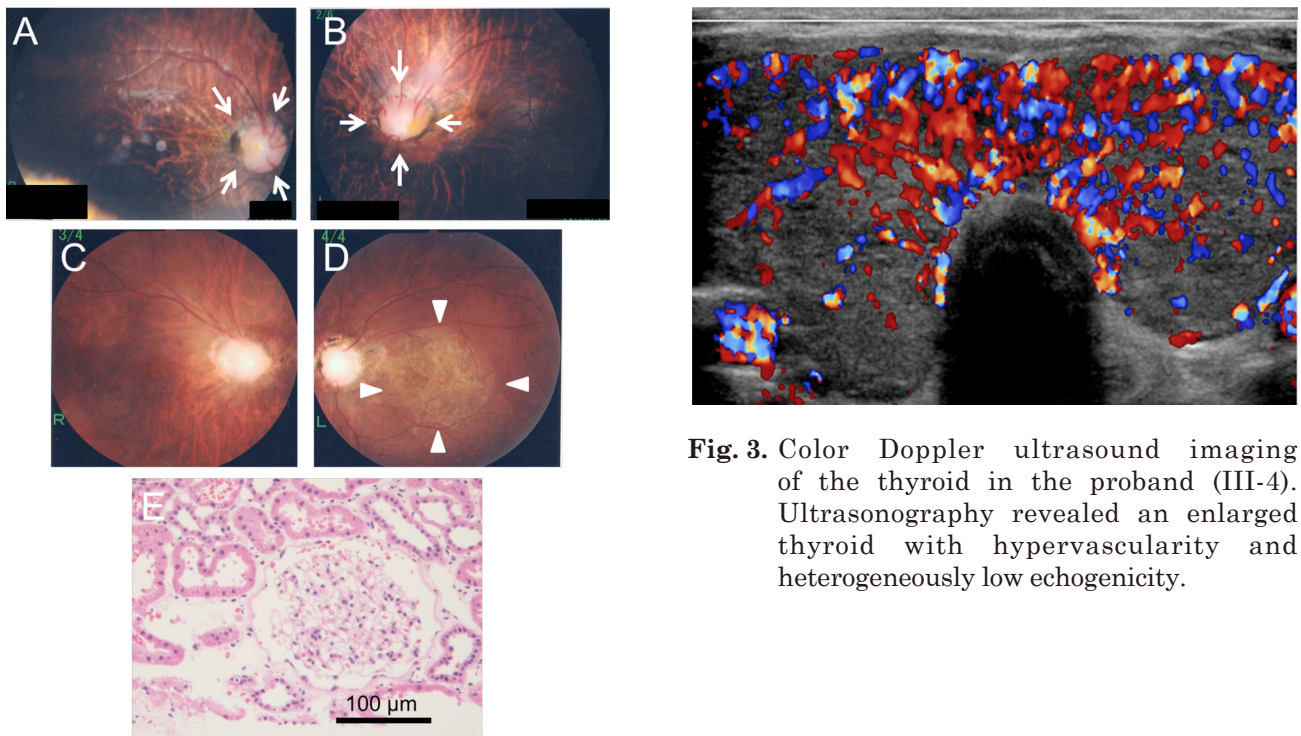 A
2/6
B
3/4
C
R
4/4
D
L
E
100 µm
Fig. 3. Color Doppler ultrasound imaging
of the thyroid in the proband (III-4).
Ultrasonography revealed an enlarged
thyroid with hypervascularity and
heterogeneously low echogenicity.